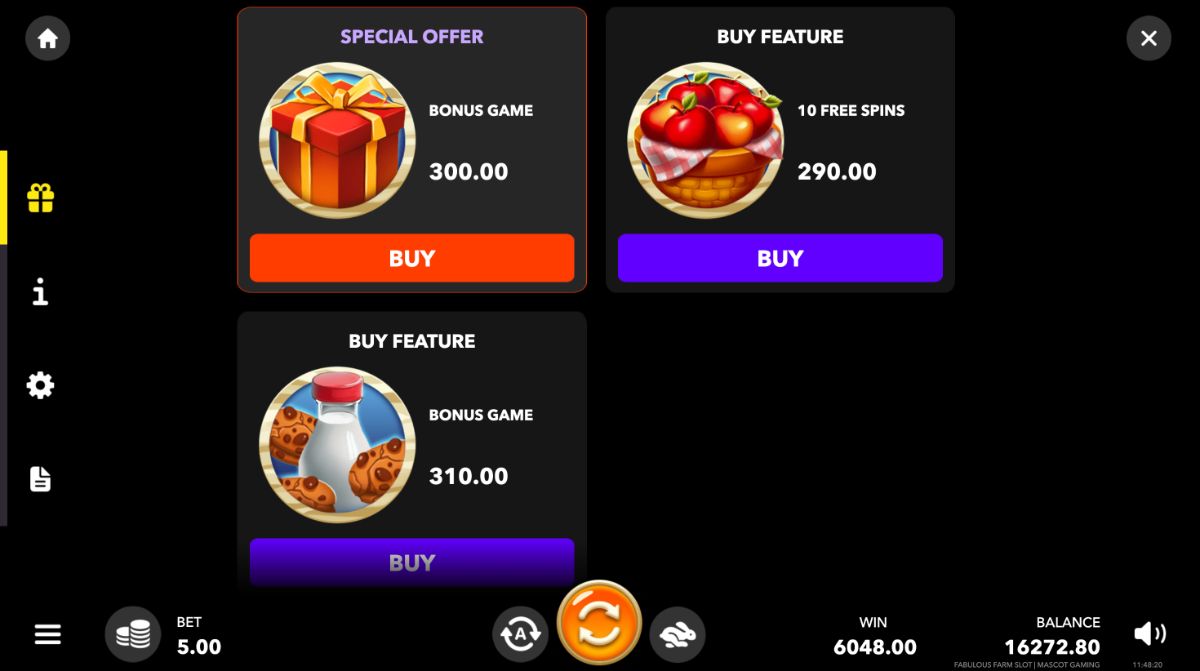 SPECIAL OFFER
BONUS GAME
300.00
BUY
BUY FEATURE
10 FREE SPINS
290.00
BUY
BUY FEATURE
BONUS GAME
310.00
BUY
BET
5.00
A
WIN
6048.00
BALANCE
16272.80
FABULOUS FARM SLOT | MASCOT GAMING
11:48:20